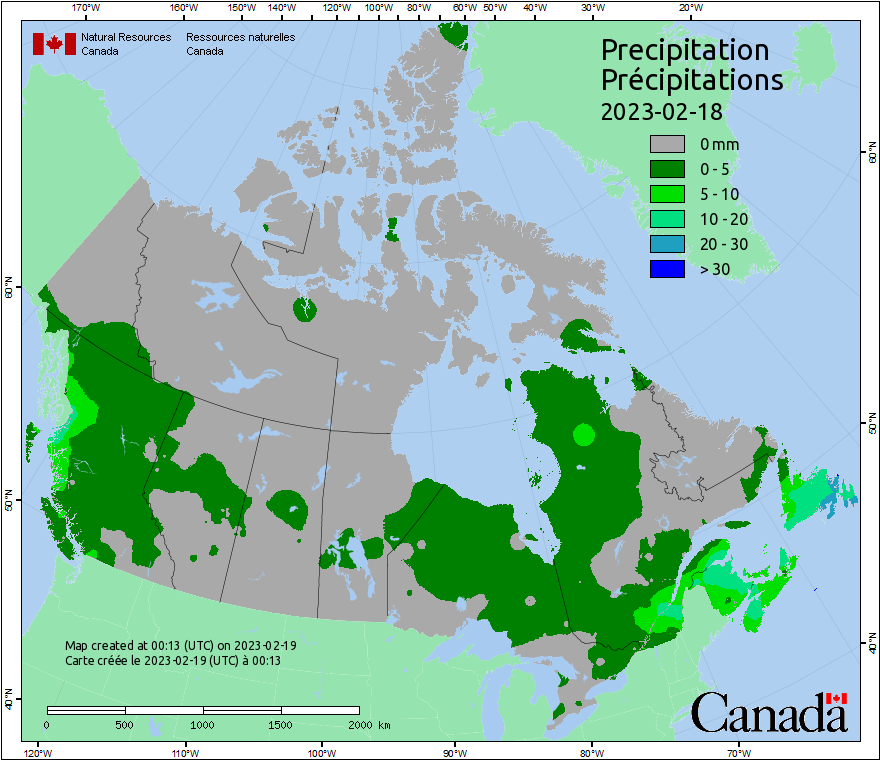 170°W 160°W 150°W 140°W 130°W 120°W 110°W 100°W 90°W 80°W 60°W 50°W 40°W 30°W 20°W
Natural Resources Ressources naturelles
Canada Canada
Precipitation
Précipitations
2023-02-18
0 mm
0 - 5
5 - 10
10 - 20
20 - 30
> 30
60°N
60°N
50°N
50°N
40°N
40°N
Map created at 00:13 (UTC) on 2023-02-19
Carte créée le 2023-02-19 (UTC) à 00:13
0 500 1000 1500 2000 km
Canada
120°W 110°W 100°W 90°W 80°W 70°W